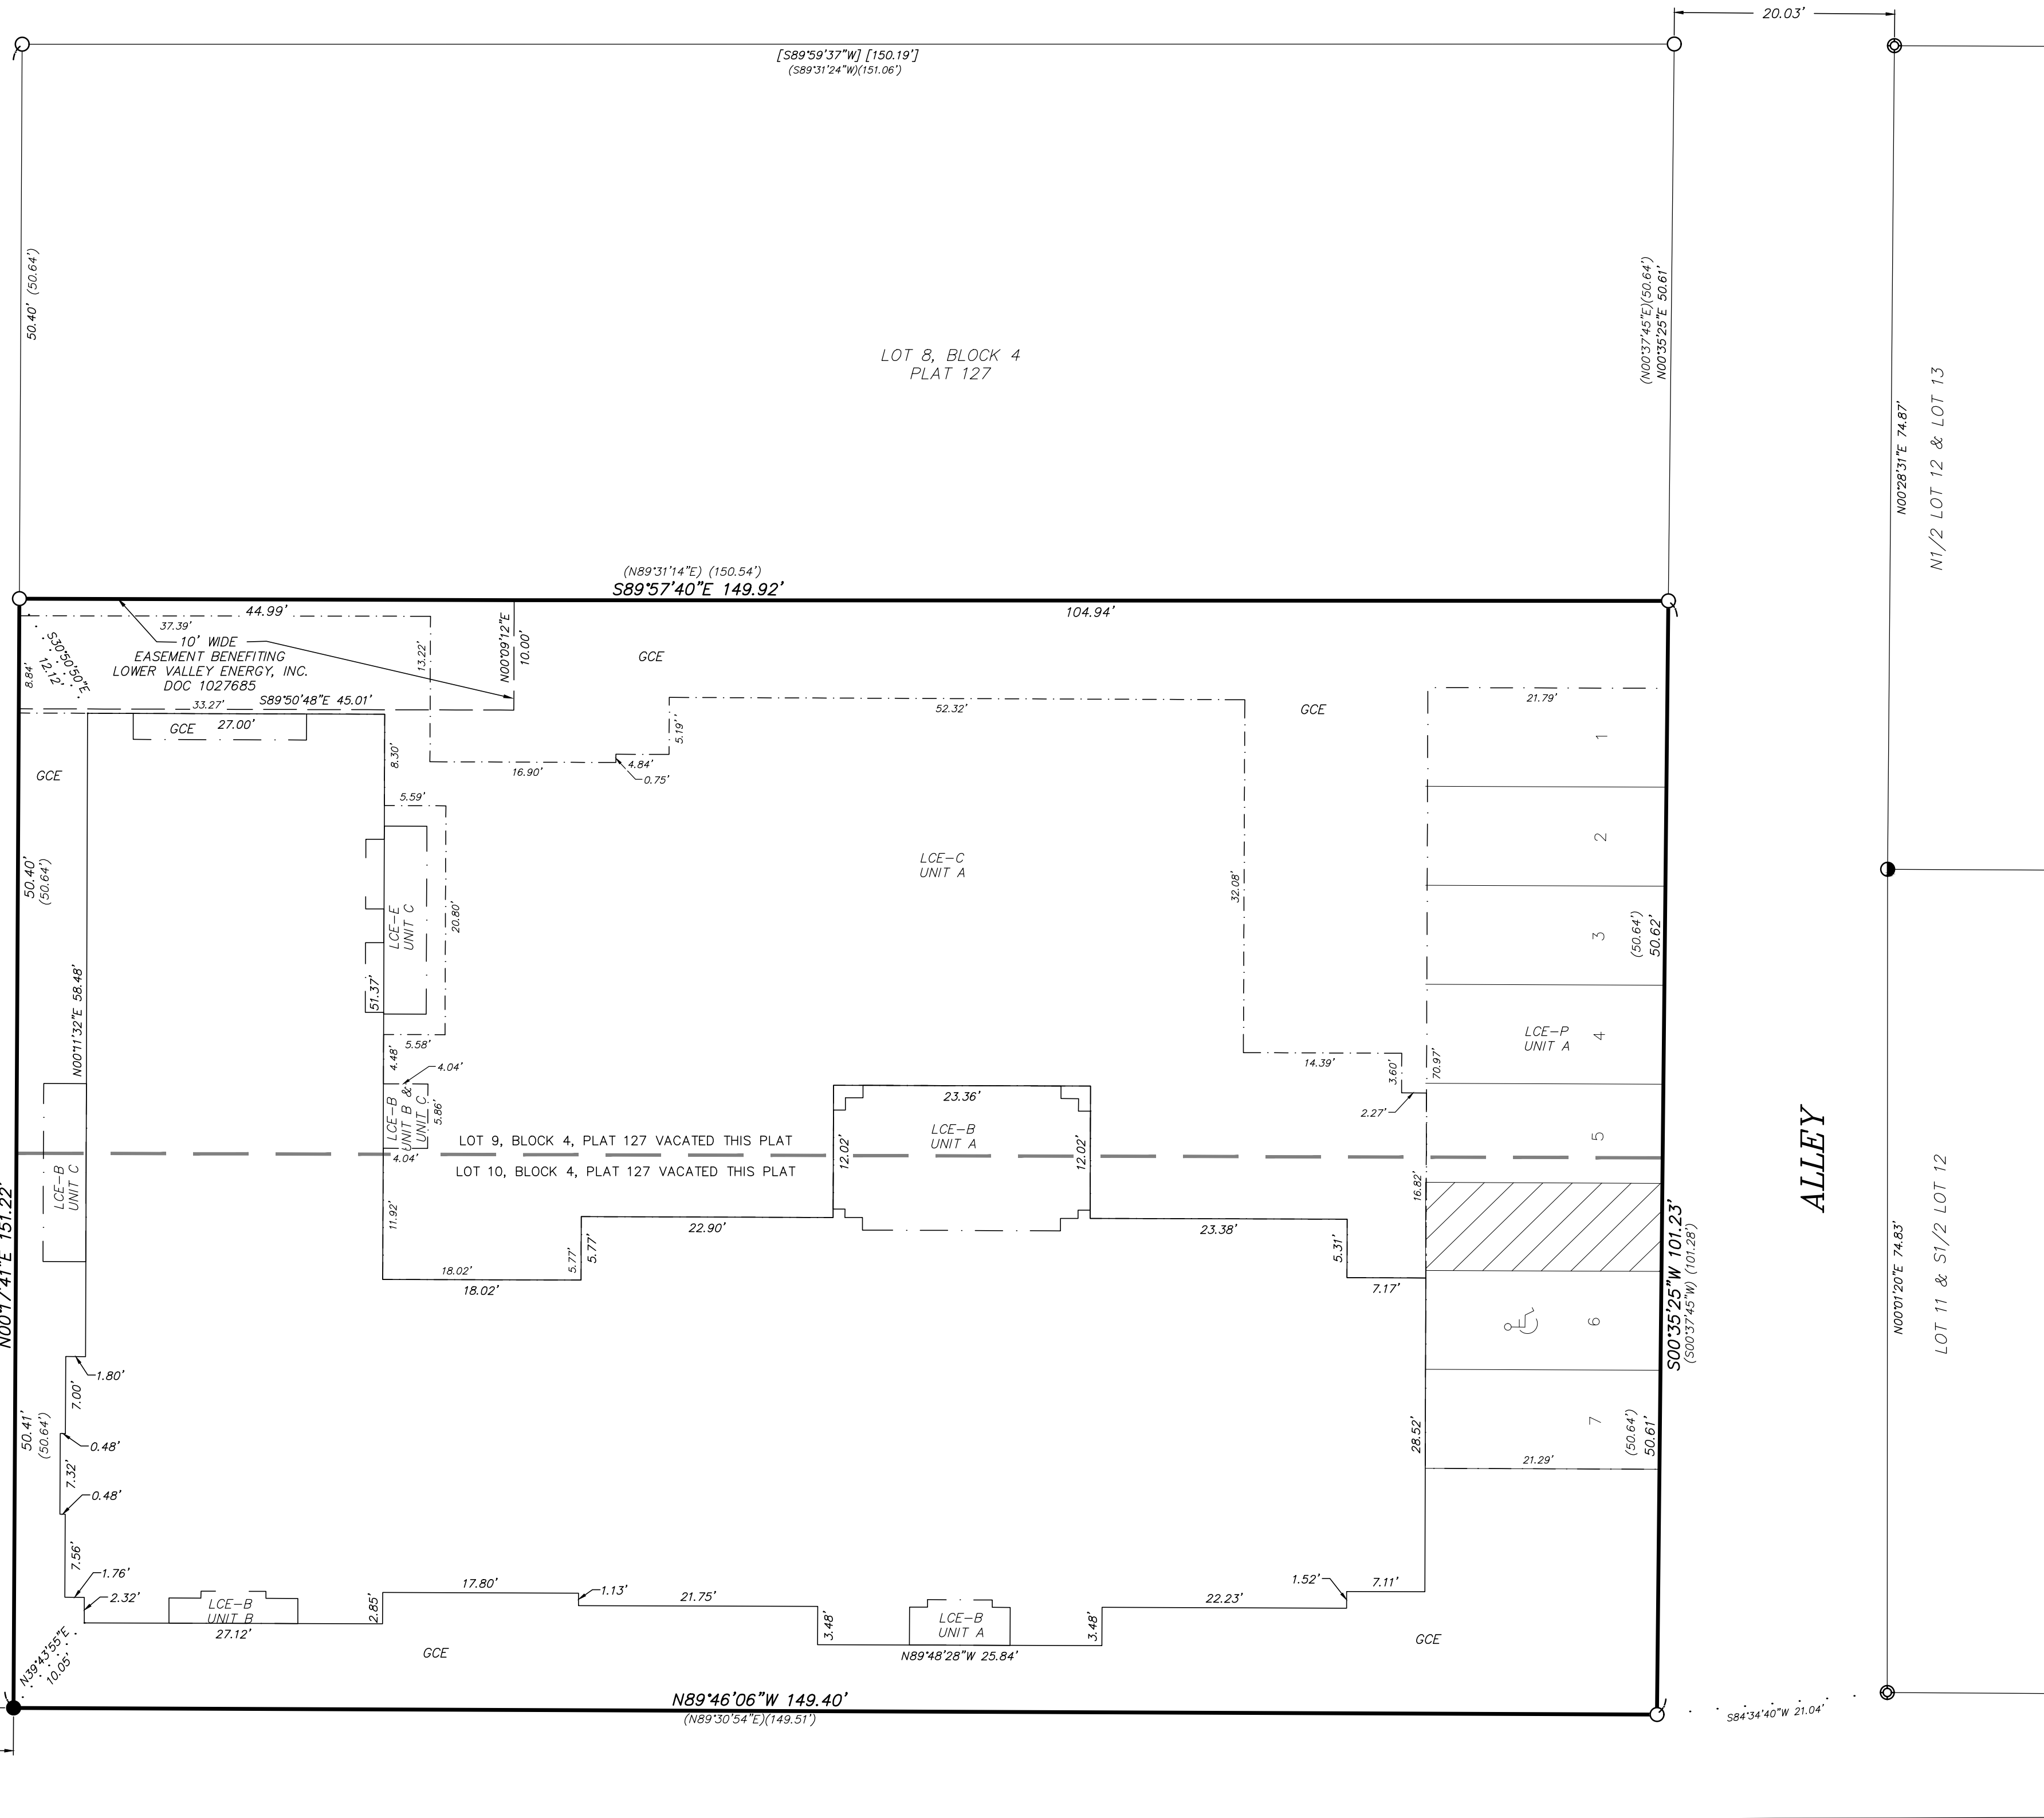 20.03'
[S89°59'37"W] [150.19']
(S89°31'24"W)(151.06')
50.40' (50.64')
(N00°37'45"E)(50.64')
N00°35'25"E 50.61'
LOT 8, BLOCK 4
PLAT 127
N00°28'31"E 74.87'
N1/2 LOT 12 & LOT 13
(N89°31'14"E) (150.54')
S89°57'40"E 149.92'
44.99'
104.94'
37.39'
10' WIDE
EASEMENT BENEFITING
LOWER VALLEY ENERGY, INC.
DOC 1027685
S30°50'50"E
12.12'
8.84'
13.22'
N00°09'12"E
10.00'
GCE
S89°50'48"E 45.01'
33.27'
GCE
27.00'
GCE
8.30'
16.90'
4.84'
0.75'
5.19'
52.32'
GCE
21.79'
1
2
3
4
5
6
7
5.59'
20.80'
LCE-E
UNIT C
51.37'
5.58'
LCE-C
UNIT A
32.08'
50.40'
(50.64')
(50.64')
50.62'
N00°11'32"E 58.48'
LCE-P
UNIT A
14.39'
3.60'
70.97'
2.27'
4.48'
4.04'
LCE-B
UNIT B &
UNIT C
5.86'
4.04'
23.36'
LCE-B
UNIT A
12.02'
12.02'
LOT 9, BLOCK 4, PLAT 127 VACATED THIS PLAT
LOT 10, BLOCK 4, PLAT 127 VACATED THIS PLAT
LCE-B
UNIT C
11.92'
16.82'
ALLEY
N00°17'41"E 151.22'
22.90'
23.38'
5.77'
5.77'
5.31'
18.02'
18.02'
7.17'
S00°35'25"W 101.23'
(S00°37'45"W) (101.28')
N00°01'20"E 74.83'
LOT 11 & S1/2 LOT 12
1.80'
7.00'
50.41'
(50.64')
0.48'
7.32'
0.48'
7.56'
28.52'
(50.64')
50.61'
21.29'
1.76'
2.32'
LCE-B
UNIT B
27.12'
2.85'
17.80'
1.13'
21.75'
3.48'
LCE-B
UNIT A
3.48'
22.23'
1.52'
7.11'
N89°48'28"W 25.84'
GCE
GCE
N39°43'55"E
10.05'
N89°46'06"W 149.40'
(N89°30'54"E)(149.51')
S84°34'40"W 21.04'